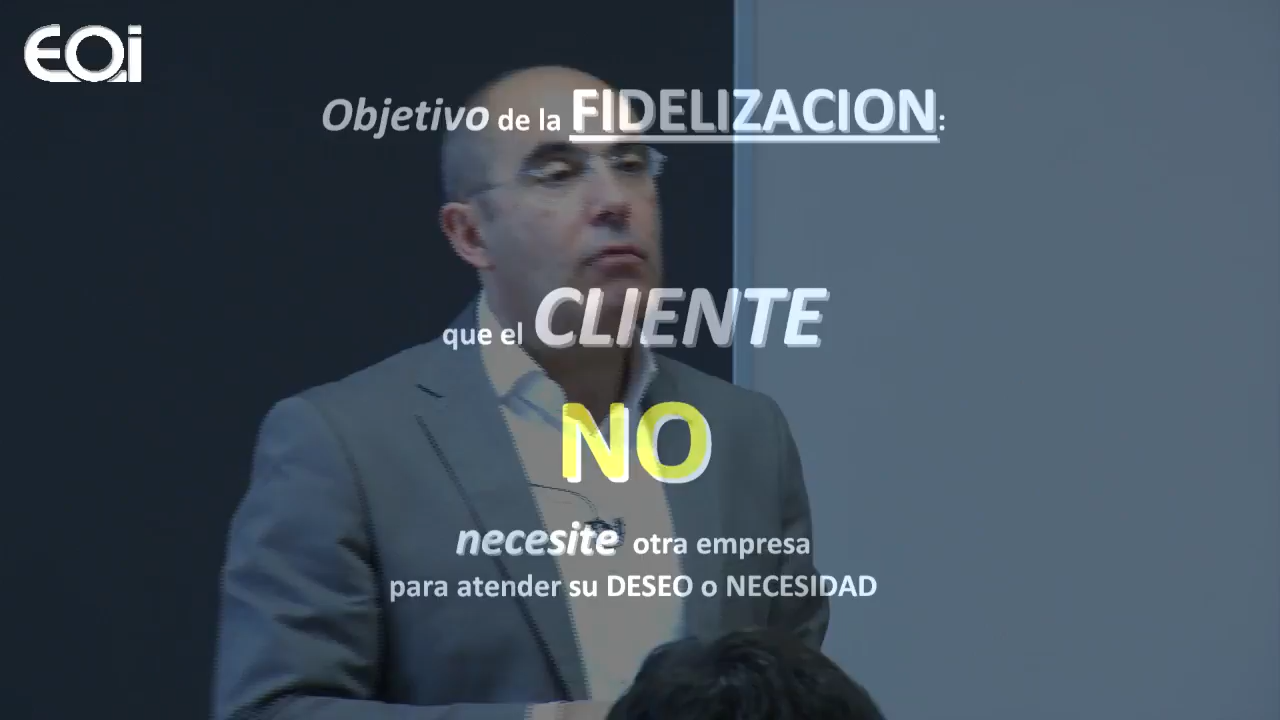 EOi
Objetivo de la FIDELIZACION:
que el CLIENTE
NO
necesite otra empresa
para atender su DESEO o NECESIDAD